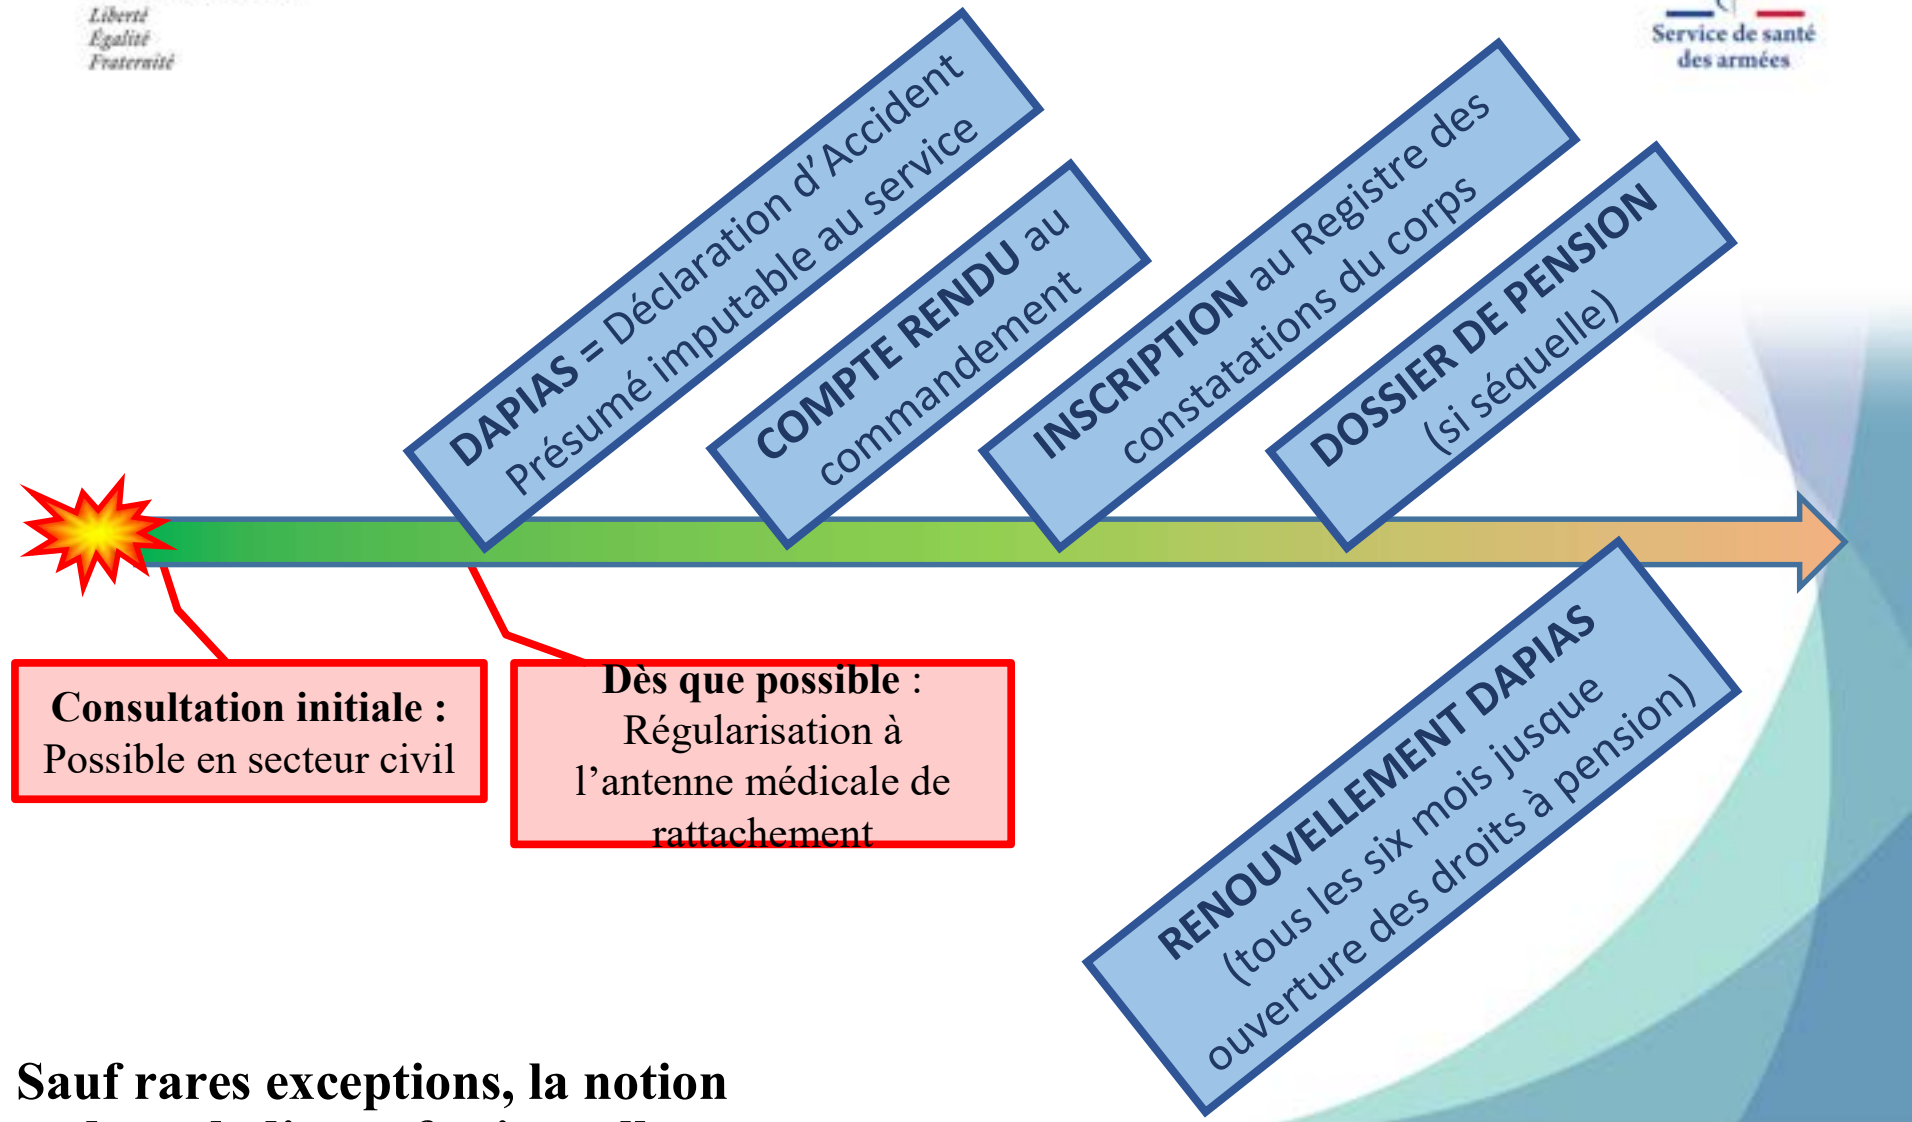 Liberté
Égalité
Fraternité
Service de santé
des armées
DAPIAS = Déclaration d’Accident
Présumé imputable au service
COMPTE RENDU au
commandement
INSCRIPTION au Registre des
constatations du corps
DOSSIER DE PENSION
(si séquelle)
Consultation initiale :
Possible en secteur civil
Dès que possible :
Régularisation à
l’antenne médicale de
rattachement
RENOUVELLEMENT DAPIAS
(tous les six mois jusque
ouverture des droits à pension)
Sauf rares exceptions, la notion